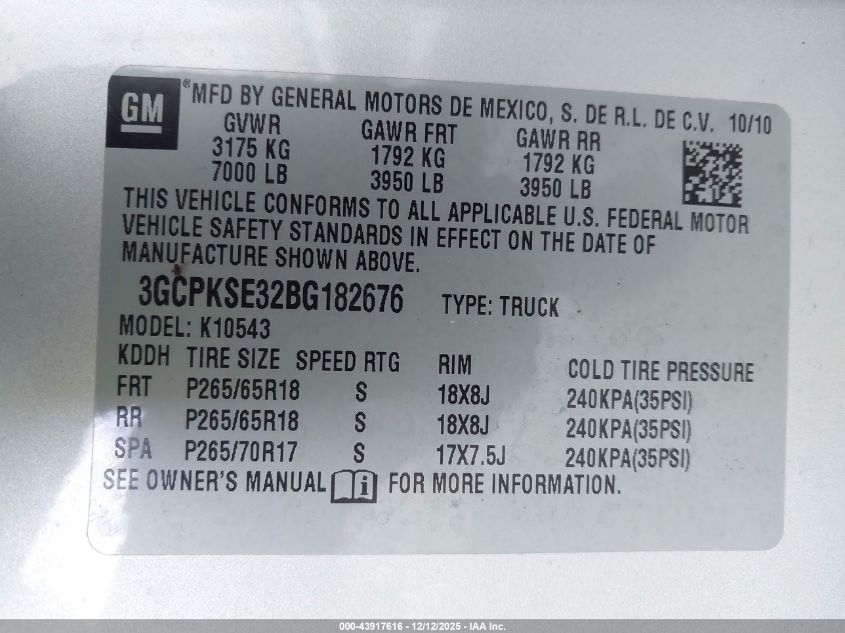 GM ® MFD BY GENERAL MOTORS DE MEXICO, S. DE R.L. DE C.V. 10/10
GVWR GAWR FRT GAWR RR
3175 KG 1792 KG 1792 KG
7000 LB 3950 LB 3950 LB
THIS VEHICLE CONFORMS TO ALL APPLICABLE U.S. FEDERAL MOTOR
VEHICLE SAFETY STANDARDS IN EFFECT ON THE DATE OF
MANUFACTURE SHOWN ABOVE.
3GCPKSE32BG182676 TYPE: TRUCK
MODEL: K10543
KDDH TIRE SIZE SPEED RTG RIM COLD TIRE PRESSURE
FRT P265/65R18 S 18X8J 240KPA(35PSI)
RR P265/65R18 S 18X8J 240KPA(35PSI)
SPA P265/70R17 S 17X7.5J 240KPA(35PSI)
SEE OWNER'S MANUAL i FOR MORE INFORMATION.
000-43917616 - 12/12/2025 - IAA Inc.